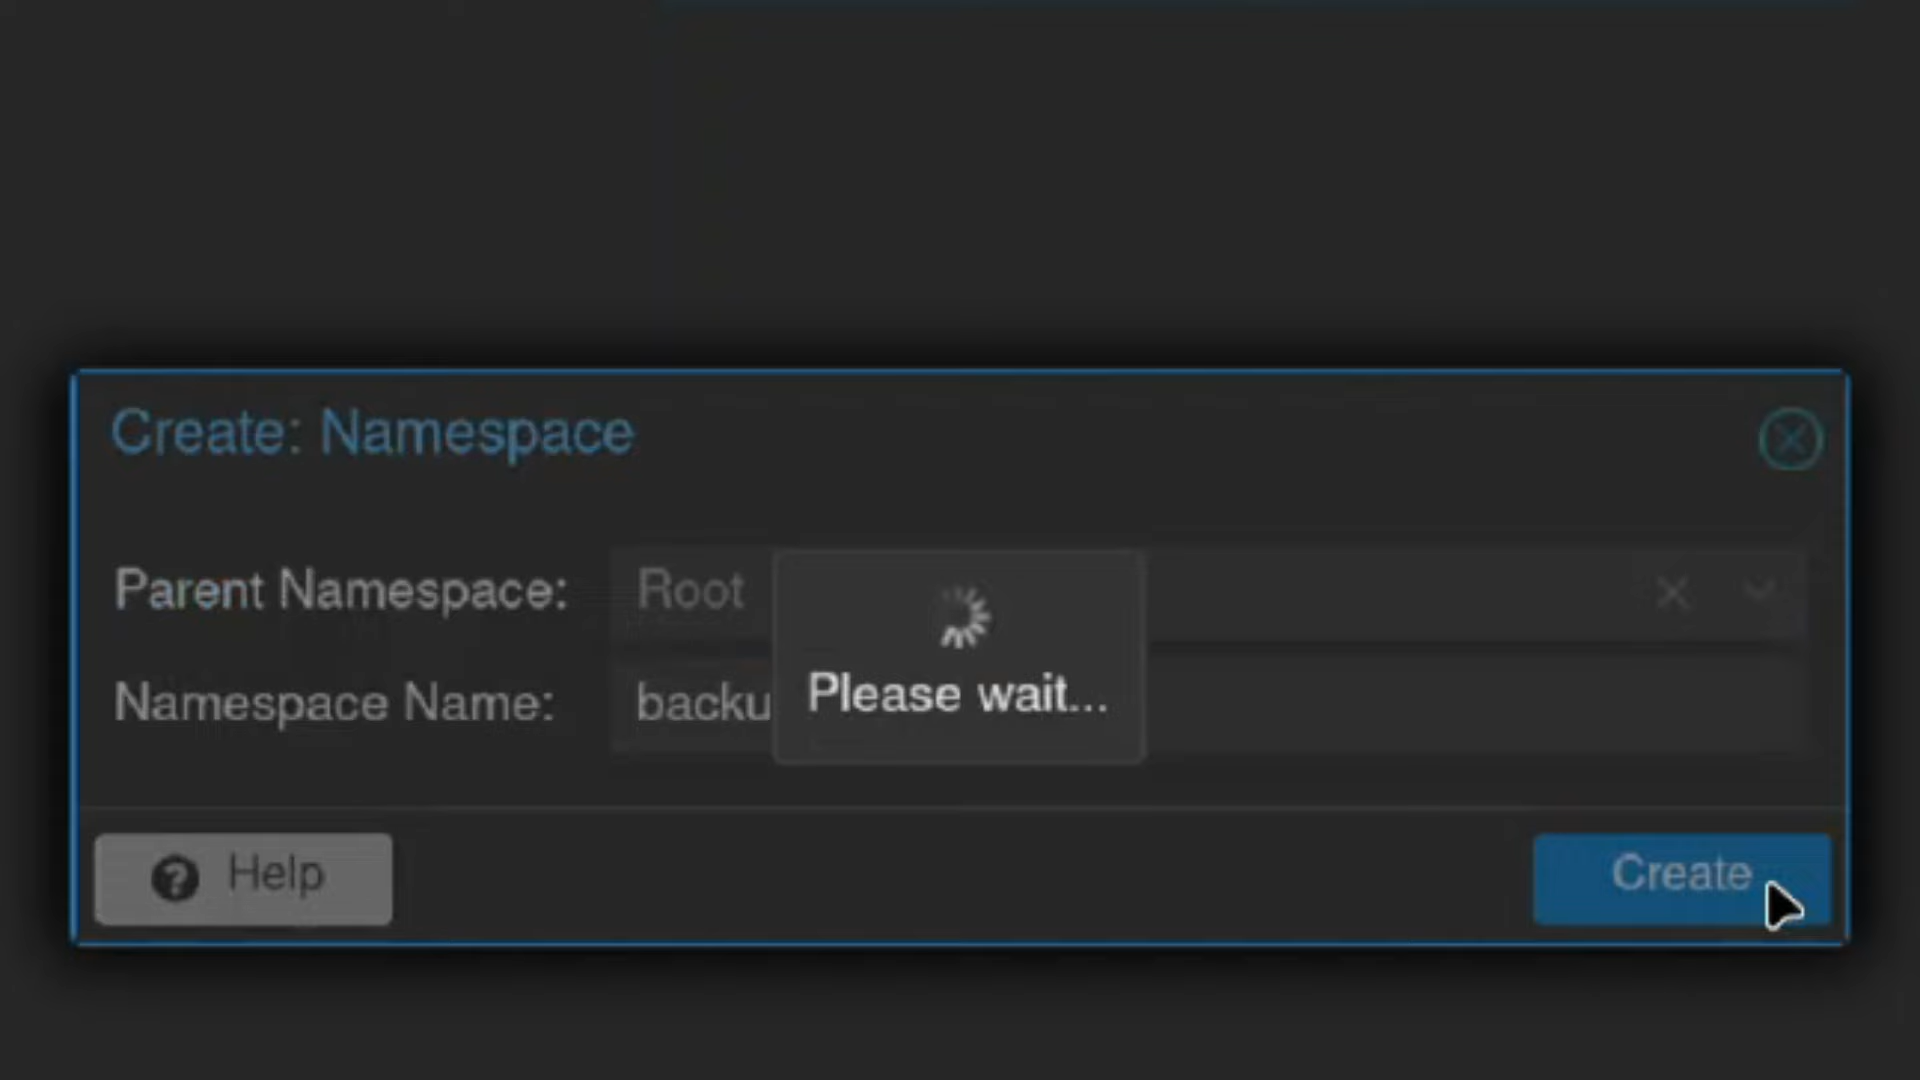 Create: Namespace
Parent Namespace: Root
Namespace Name: backu
Please wait...
Help
Create